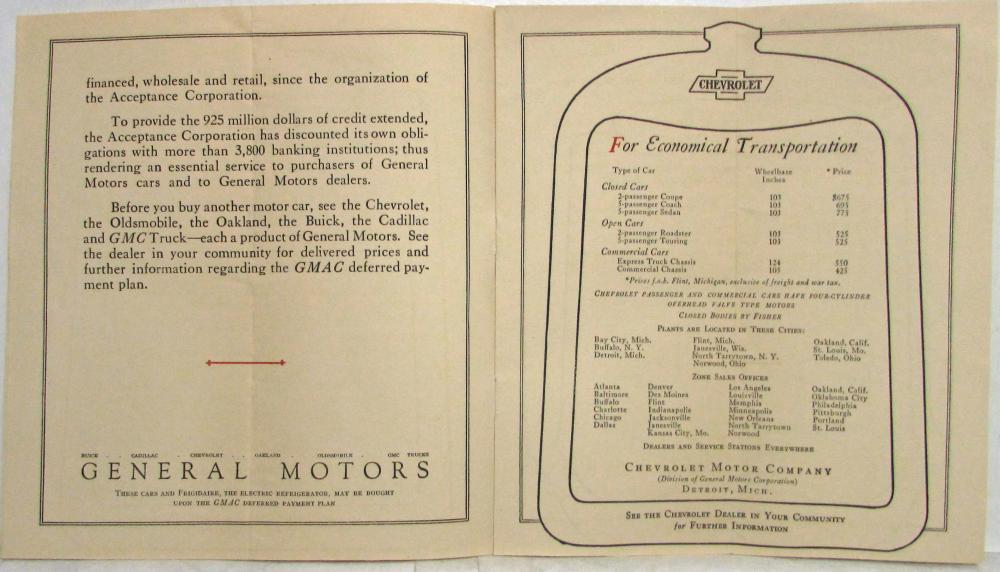 financed, wholesale and retail, since the organization of
the Acceptance Corporation.
To provide the 925 million dollars of credit extended,
the Acceptance Corporation has discounted its own obli-
gations with more than 3,800 banking institutions; thus
rendering an essential service to purchasers of General
Motors cars and to General Motors dealers.
Before you buy another motor car, see the Chevrolet,
the Oldsmobile, the Oakland, the Buick, the Cadillac
and GMC Truck—each a product of General Motors. See
the dealer in your community for delivered prices and
further information regarding the GMAC deferred pay-
ment plan.
BUICK . . CADILLAC . . CHEVROLET . . OAKLAND . . OLDSMOBILE . . GMC TRUCKS
GENERAL MOTORS
THESE CARS AND FRIGIDAIRE, THE ELECTRIC REFRIGERATOR, MAY BE BOUGHT
UPON THE GMAC DEFERRED PAYMENT PLAN
CHEVROLET
For Economical Transportation
Type of Car Wheelbase Inches * Price
Closed Cars
2-passenger Coupe 103 $675
5-passenger Coach 103 695
5-passenger Sedan 103 775
Open Cars
2-passenger Roadster 103 525
5-passenger Touring 103 525
Commercial Cars
Express Truck Chassis 124 550
Commercial Chassis 103 425
*Prices f.o.b. Flint, Michigan, exclusive of freight and war tax.
CHEVROLET PASSENGER AND COMMERCIAL CARS HAVE FOUR-CYLINDER
OVERHEAD VALVE TYPE MOTORS
CLOSED BODIES BY FISHER
PLANTS ARE LOCATED IN THESE CITIES:
Bay City, Mich. Flint, Mich. Oakland, Calif.
Buffalo, N. Y. Janesville, Wis. St. Louis, Mo.
Detroit, Mich. North Tarrytown, N. Y. Toledo, Ohio
Norwood, Ohio
ZONE SALES OFFICES
Atlanta Denver Los Angeles Oakland, Calif.
Baltimore Des Moines Louisville Oklahoma City
Buffalo Flint Memphis Philadelphia
Charlotte Indianapolis Minneapolis Pittsburgh
Chicago Jacksonville New Orleans Portland
Dallas Janesville North Tarrytown St. Louis
Kansas City, Mo. Norwood
DEALERS AND SERVICE STATIONS EVERYWHERE
CHEVROLET MOTOR COMPANY
(Division of General Motors Corporation)
DETROIT, MICH.
SEE THE CHEVROLET DEALER IN YOUR COMMUNITY
for FURTHER INFORMATION